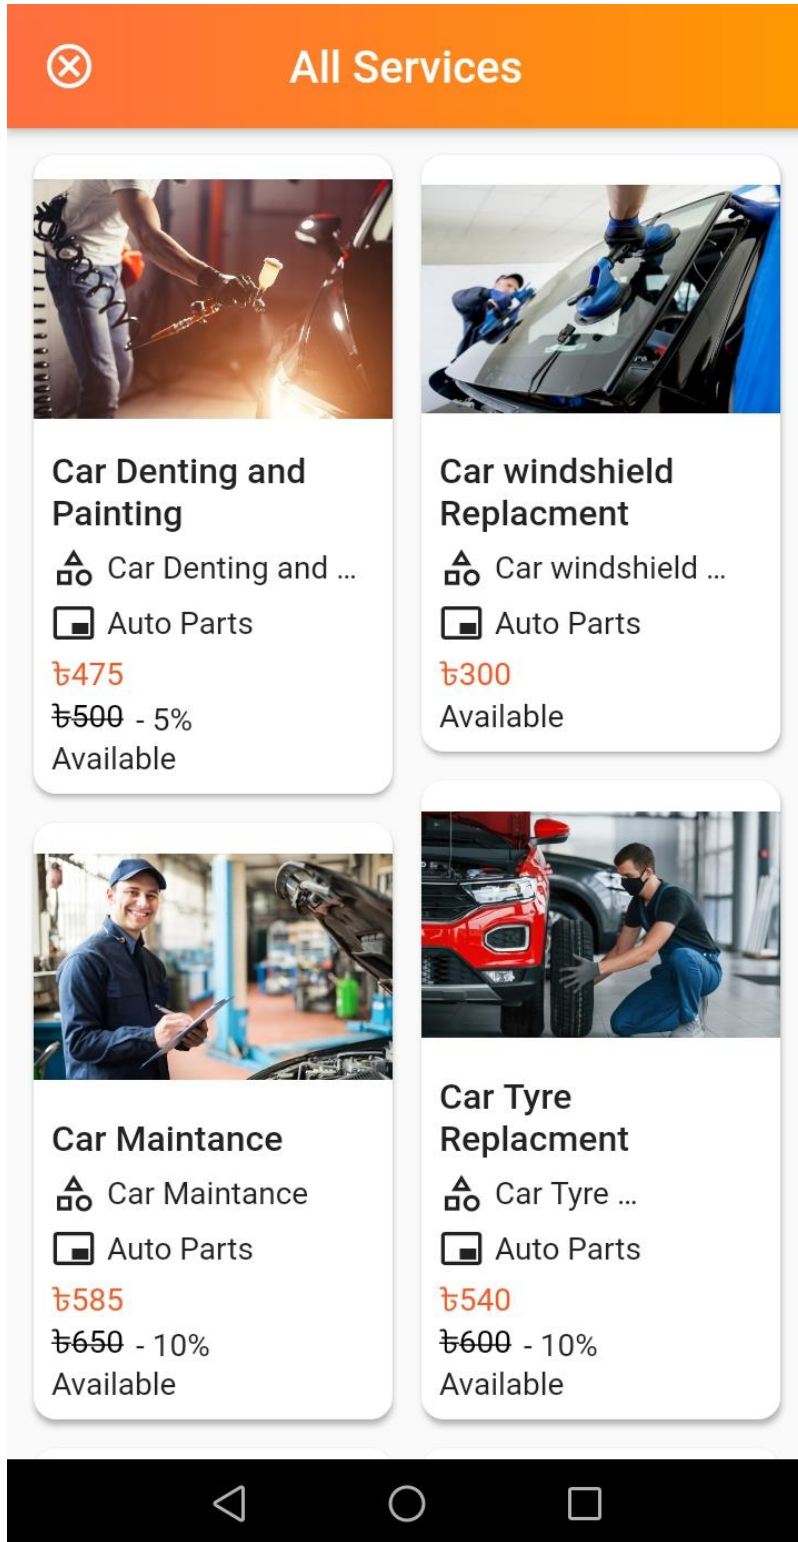 All Services
Car Denting and
Painting
Car Denting and ...
Auto Parts
৳475
৳500 - 5%
Available
Car windshield
Replacment
Car windshield ...
Auto Parts
৳300
Available
Car Maintance
Car Maintance
Auto Parts
৳585
৳650 - 10%
Available
Car Tyre
Replacment
Car Tyre ...
Auto Parts
৳540
৳600 - 10%
Available